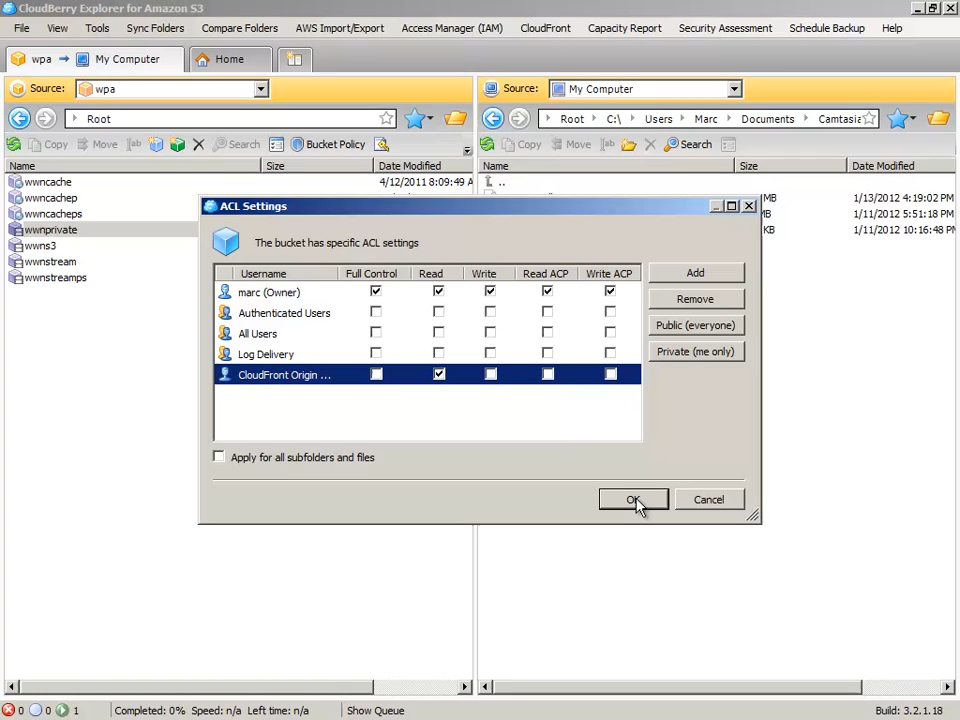 CloudBerry Explorer for Amazon S3
File View Tools Sync Folders Compare Folders AWS Import/Export Access Manager (IAM) CloudFront Capacity Report Security Assessment Schedule Backup Help
wpa My Computer Home
Source: wpa Source: My Computer
Root Root C:\ Users Marc Documents Camtasia
Copy Move Search Bucket Policy Copy Move Search
Name Size Date Modified Name Size Date Modified
wwncache 4/12/2011 8:09:49 A ..
wwncachep MB 1/13/2012 4:19:02 PM
wwncacheps MB 1/11/2012 5:51:18 PM
wwnprivate KB 1/11/2012 10:16:48 PM
wwns3
wwnstream
wwnstreamps
ACL Settings
The bucket has specific ACL settings
Username Full Control Read Write Read ACP Write ACP
marc (Owner)
Authenticated Users
All Users
Log Delivery
CloudFront Origin ...
Add
Remove
Public (everyone)
Private (me only)
Apply for all subfolders and files
OK Cancel
0 0 1 Completed: 0% Speed: n/a Left time: n/a Show Queue Build: 3.2.1.18